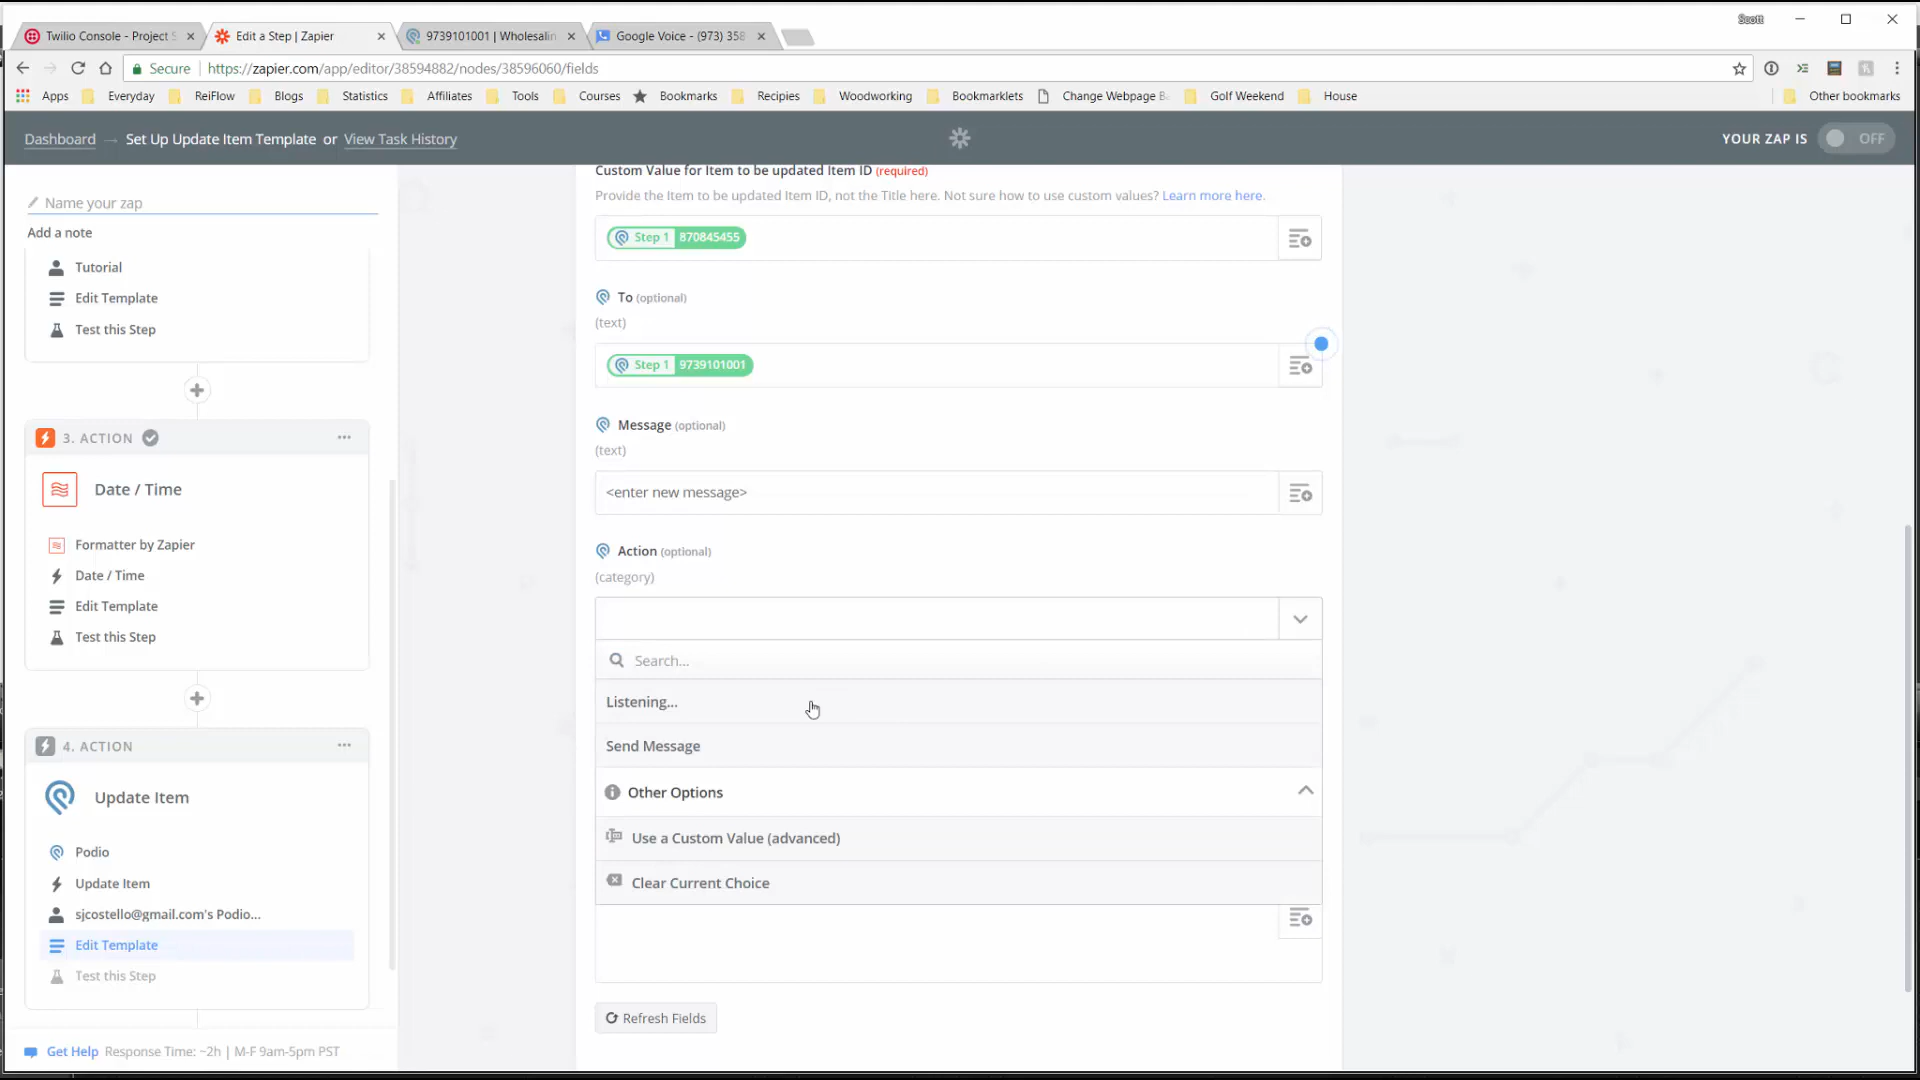 Scott
Twilio Console - Project S
Edit a Step | Zapier
9739101001 | Wholesalin
Google Voice - (973) 358
Secure
https://zapier.com/app/editor/38594882/nodes/38596060/fields
Apps
Everyday
ReiFlow
Blogs
Statistics
Affiliates
Tools
Courses
Bookmarks
Recipies
Woodworking
Bookmarklets
Change Webpage B
Golf Weekend
House
Other bookmarks
Dashboard → Set Up Update Item Template or View Task History
YOUR ZAP IS OFF
Name your zap
Add a note
Tutorial
Edit Template
Test this Step
3. ACTION
Date / Time
Formatter by Zapier
Date / Time
Edit Template
Test this Step
4. ACTION
Update Item
Podio
Update Item
sjcostello@gmail.com's Podio...
Edit Template
Test this Step
Get Help Response Time: ~2h | M-F 9am-5pm PST
Custom Value for Item to be updated Item ID (required)
Provide the Item to be updated Item ID, not the Title here. Not sure how to use custom values? Learn more here.
Step 1 870845455
To (optional)
(text)
Step 1 9739101001
Message (optional)
(text)
<enter new message>
Action (optional)
(category)
Search...
Listening...
Send Message
Other Options
Use a Custom Value (advanced)
Clear Current Choice
Refresh Fields